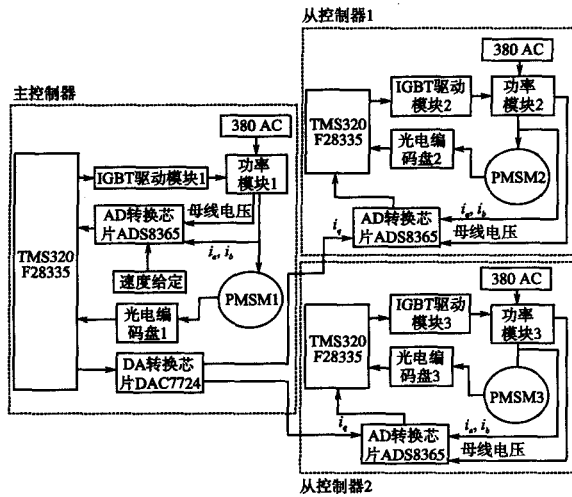 主控制器
380 AC
TMS320
F28335
IGBT驱动模块1
功率
模块1
AD转换芯
片ADS8365
母线电压
ia, ib
速度给定
光电编
码盘1
PMSM1
DA转换芯
片DAC7724
从控制器1
380 AC
TMS320
F28335
IGBT驱动
模块2
功率
模块2
光电编
码盘2
PMSM2
iq
AD转换芯
片ADS8365
ia, ib
母线电压
380 AC
TMS320
F28335
IGBT驱动
模块3
功率
模块3
光电编
码盘3
PMSM3
iq
AD转换芯
片ADS8365
ia, ib
母线电压
从控制器2